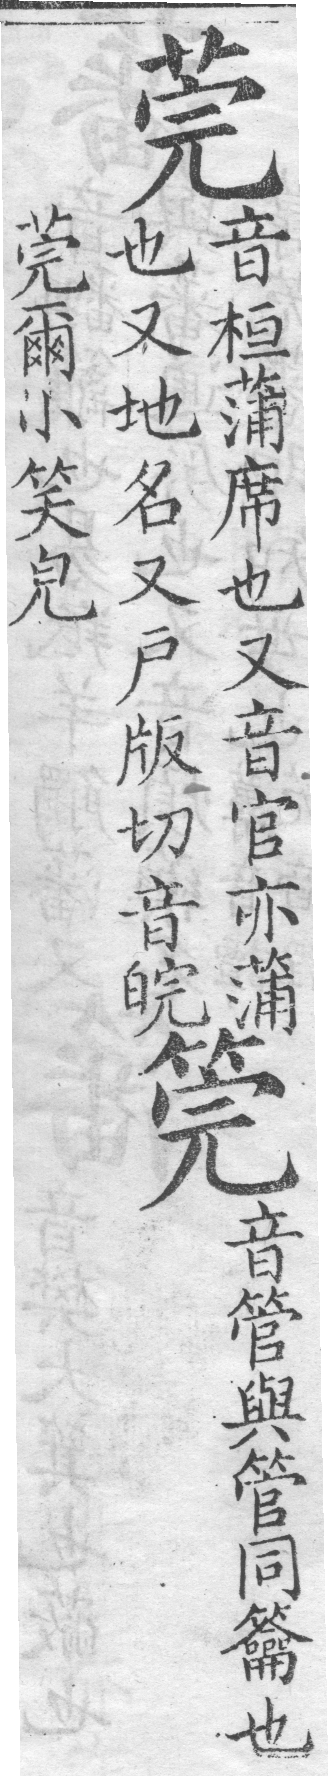 莞
音桓蒲席也又音官亦蒲
也又地名又戶版切音皖
莞爾小笑皃
筦
音管與管同籥也